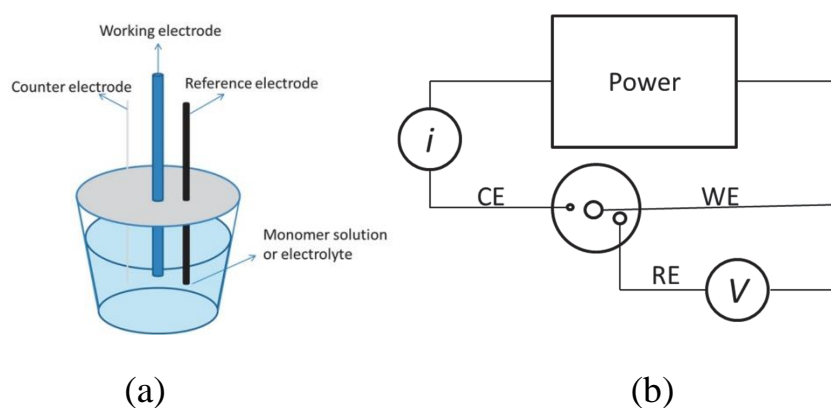 Working electrode
Counter electrode
Reference electrode
Monomer solution
or electrolyte
(a)
Power
i
CE
WE
RE
V
(b)